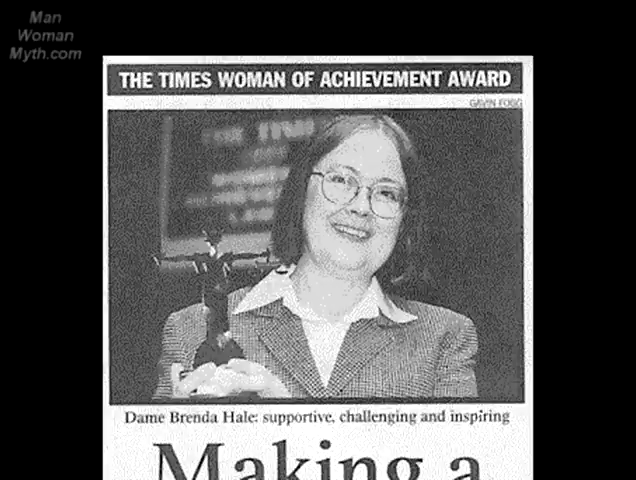 Man
Woman
Myth.com
THE TIMES WOMAN OF ACHIEVEMENT AWARD
GAVIN FOGG
Dame Brenda Hale: supportive, challenging and inspiring
Making a